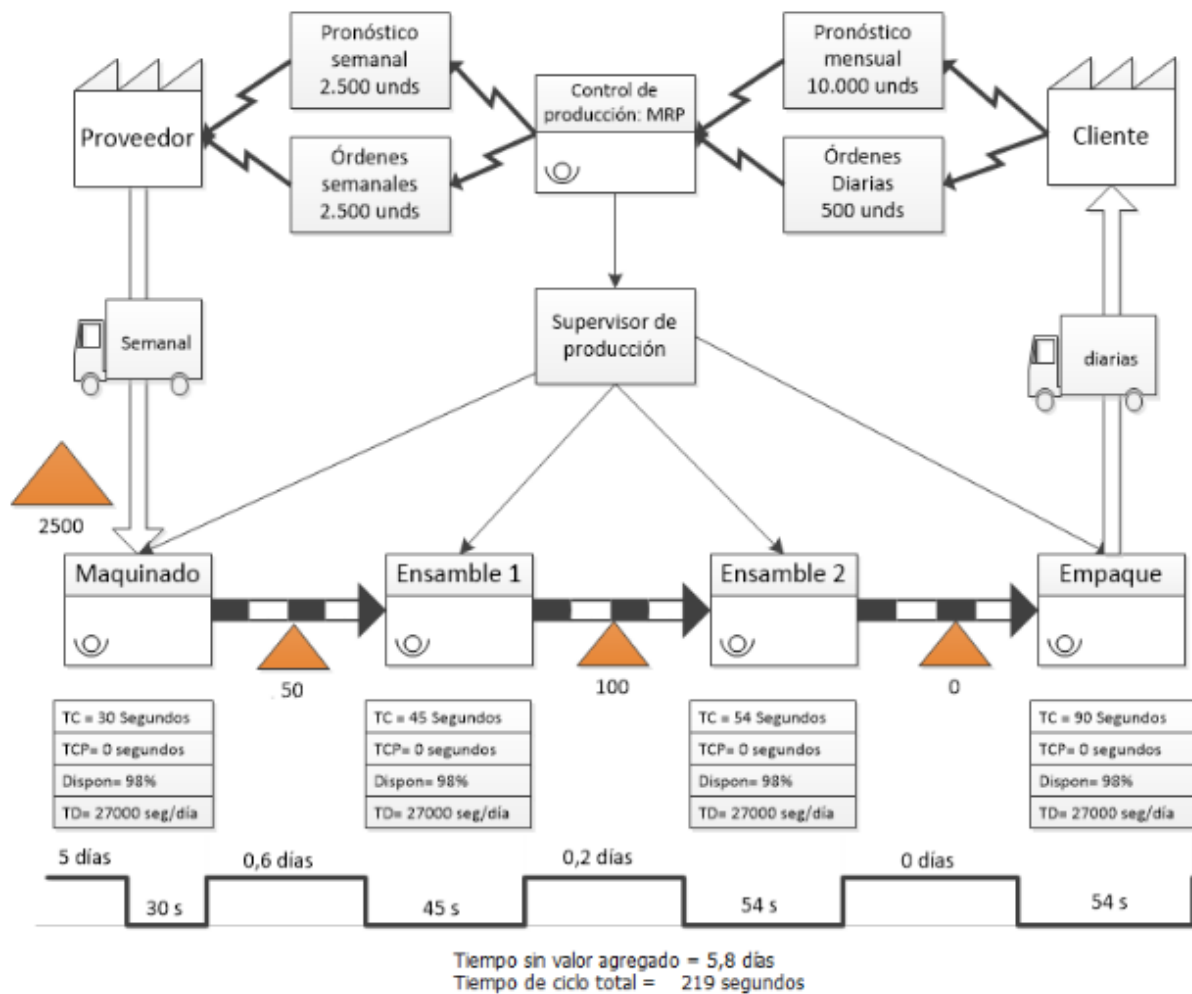 Pronóstico
semanal
2.500 unds
Pronóstico
mensual
10.000 unds
Control de
producción: MRP
Proveedor
Cliente
Órdenes
semanales
2.500 unds
Órdenes
Diarias
500 unds
Semanal
Supervisor de
producción
diarias
2500
Maquinado
Ensamble 1
Ensamble 2
Empaque
50
100
0
TC = 30 Segundos
TCP= 0 segundos
Dispon= 98%
TD= 27000 seg/día
TC = 45 Segundos
TCP= 0 segundos
Dispon= 98%
TD= 27000 seg/día
TC = 54 Segundos
TCP= 0 segundos
Dispon= 98%
TD= 27000 seg/día
TC = 90 Segundos
TCP= 0 segundos
Dispon= 98%
TD= 27000 seg/día
5 días
0,6 días
0,2 días
0 días
30 s
45 s
54 s
54 s
Tiempo sin valor agregado = 5,8 días
Tiempo de ciclo total = 219 segundos